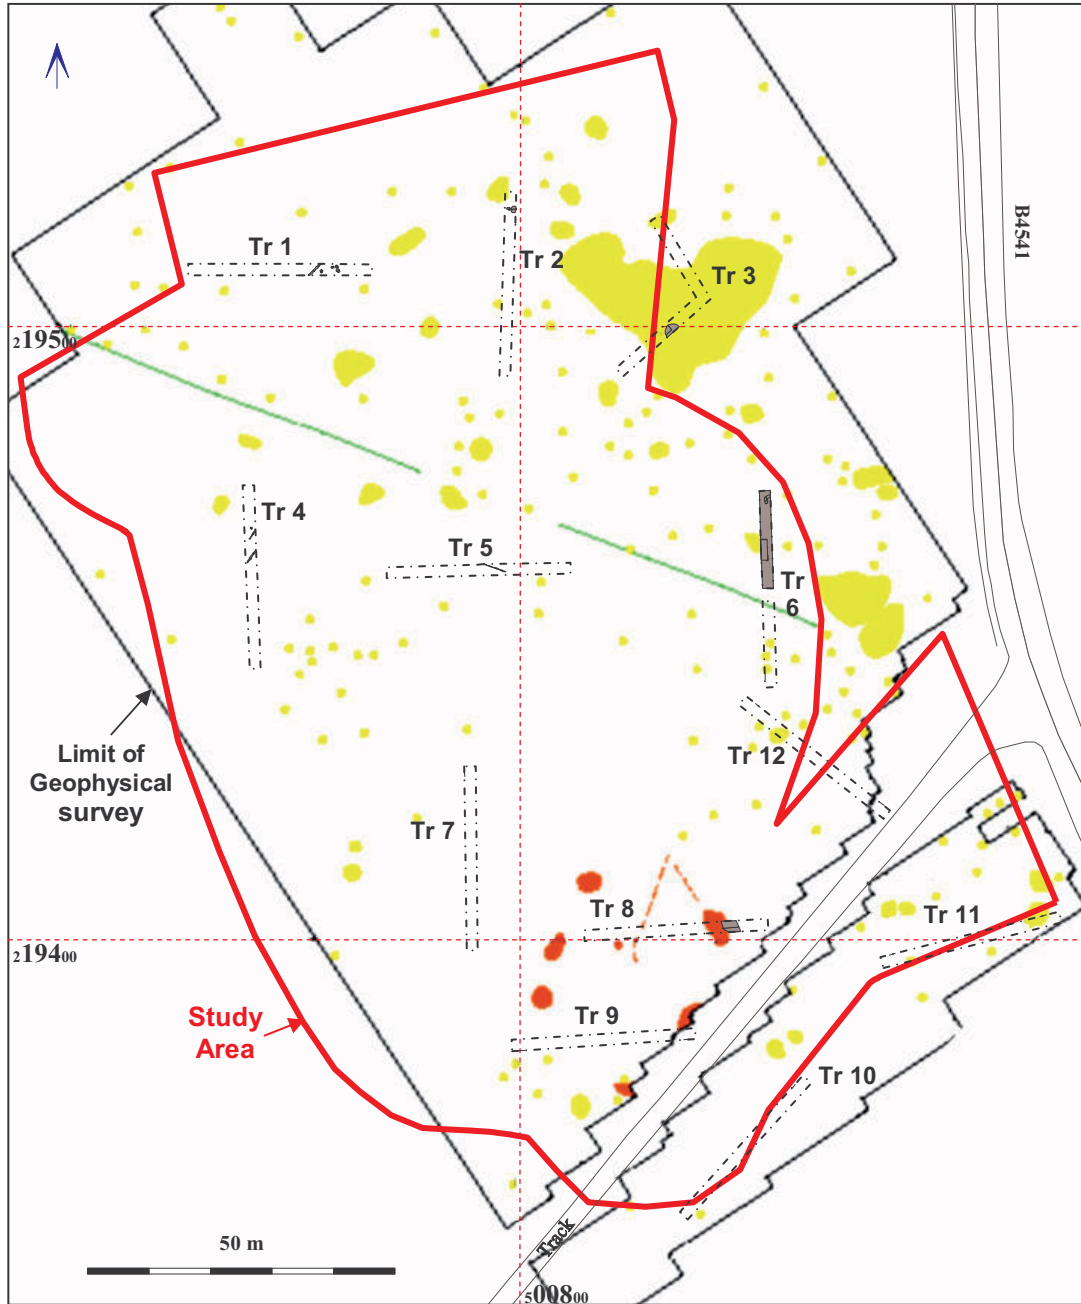 B4541
Tr 1
Tr 2
Tr 3
219500
Tr 4
Tr 5
Tr
6
Limit of
Geophysical
survey
Tr 12
Tr 7
Tr 8
Tr 11
219400
Study
Area
Tr 9
Tr 10
Track
50 m
500800